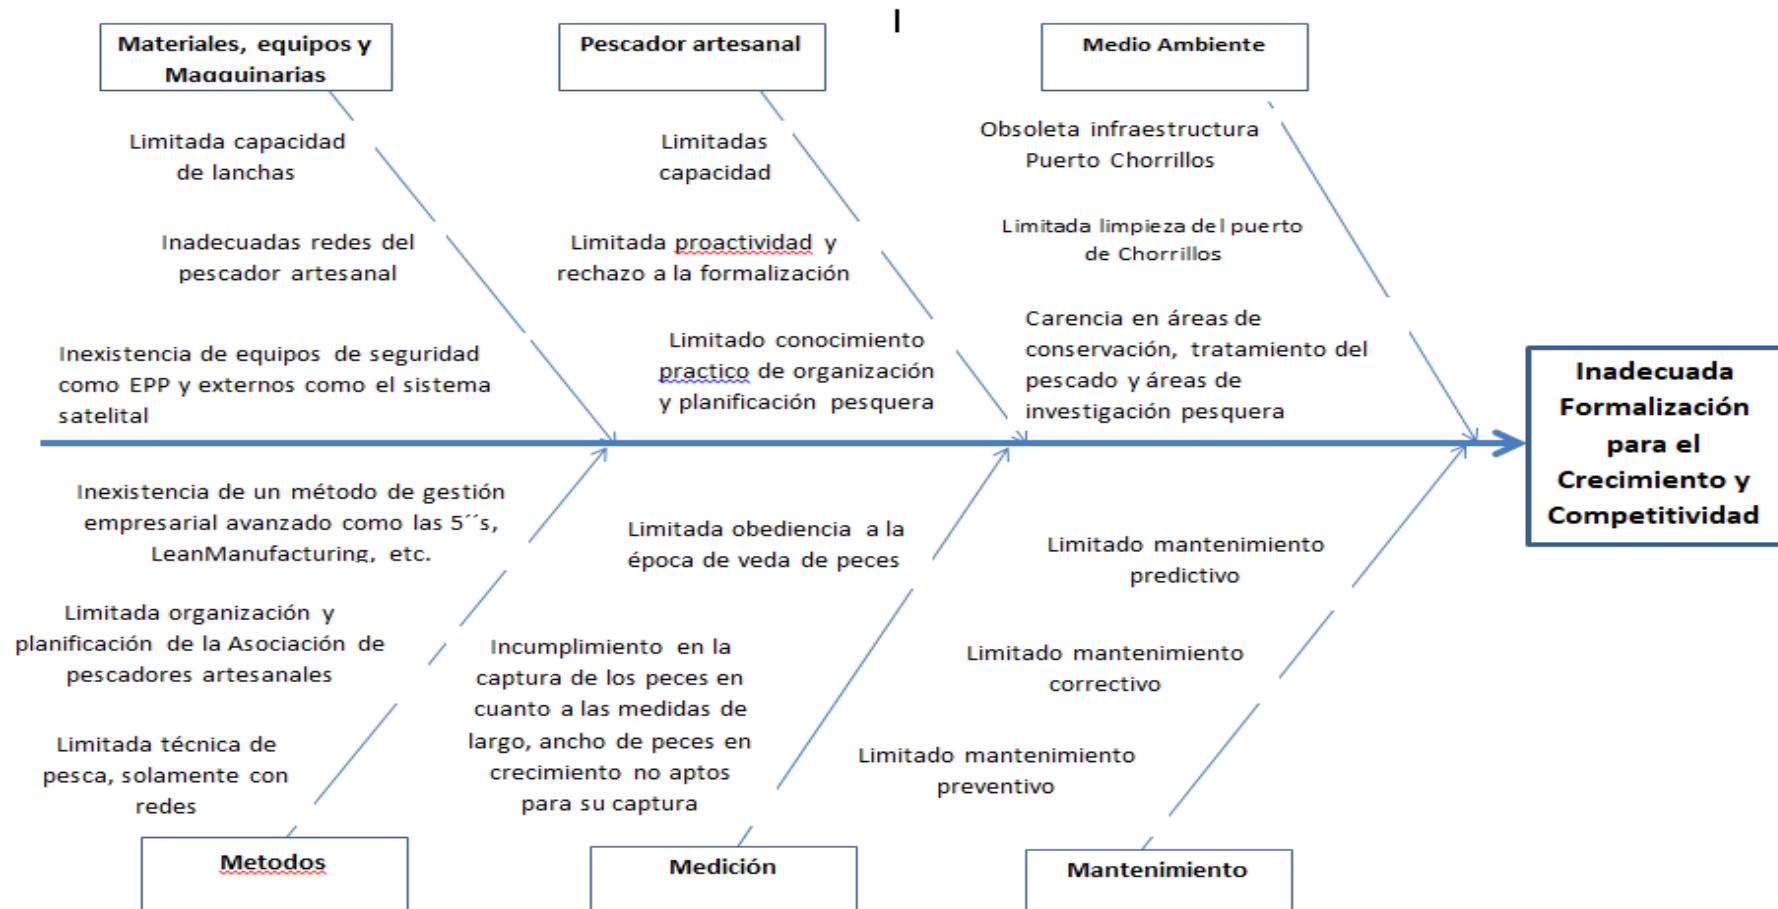 Materiales, equipos y
Maqquinarias
Limitada capacidad
de lanchas
Inadecuadas redes del
pescador artesanal
Inexistencia de equipos de seguridad
como EPP y externos como el sistema
satelital
Pescador artesanal
Limitadas
capacidad
Limitada proactividad y
rechazo a la formalización
Limitado conocimiento
practico de organización
y planificación pesquera
Medio Ambiente
Obsoleta infraestructura
Puerto Chorrillos
Limitada limpieza del puerto
de Chorrillos
Carencia en áreas de
conservación, tratamiento del
pescado y áreas de
investigación pesquera
Inadecuada
Formalización
para el
Crecimiento y
Competitividad
Inexistencia de un método de gestión
empresarial avanzado como las 5´´s,
LeanManufacturing, etc.
Limitada organización y
planificación de la Asociación de
pescadores artesanales
Limitada técnica de
pesca, solamente con
redes
Metodos
Limitada obediencia a la
época de veda de peces
Incumplimiento en la
captura de los peces en
cuanto a las medidas de
largo, ancho de peces en
crecimiento no aptos
para su captura
Medición
Limitado mantenimiento
predictivo
Limitado mantenimiento
correctivo
Limitado mantenimiento
preventivo
Mantenimiento